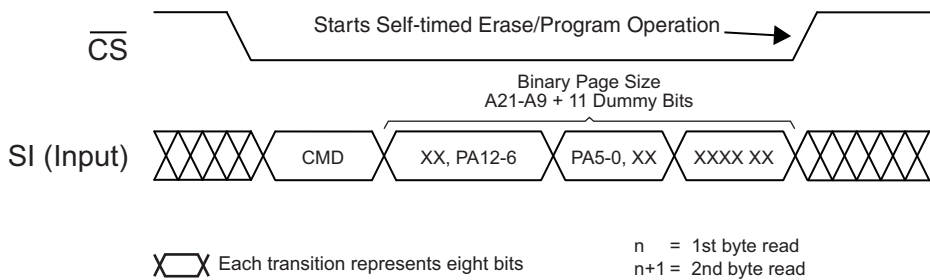 Starts Self-timed Erase/Program Operation
CS
Binary Page Size
A21-A9 + 11 Dummy Bits
SI (Input)
CMD
XX, PA12-6
PA5-0, XX
XXXX XX
Each transition represents eight bits
n = 1st byte read
n+1 = 2nd byte read